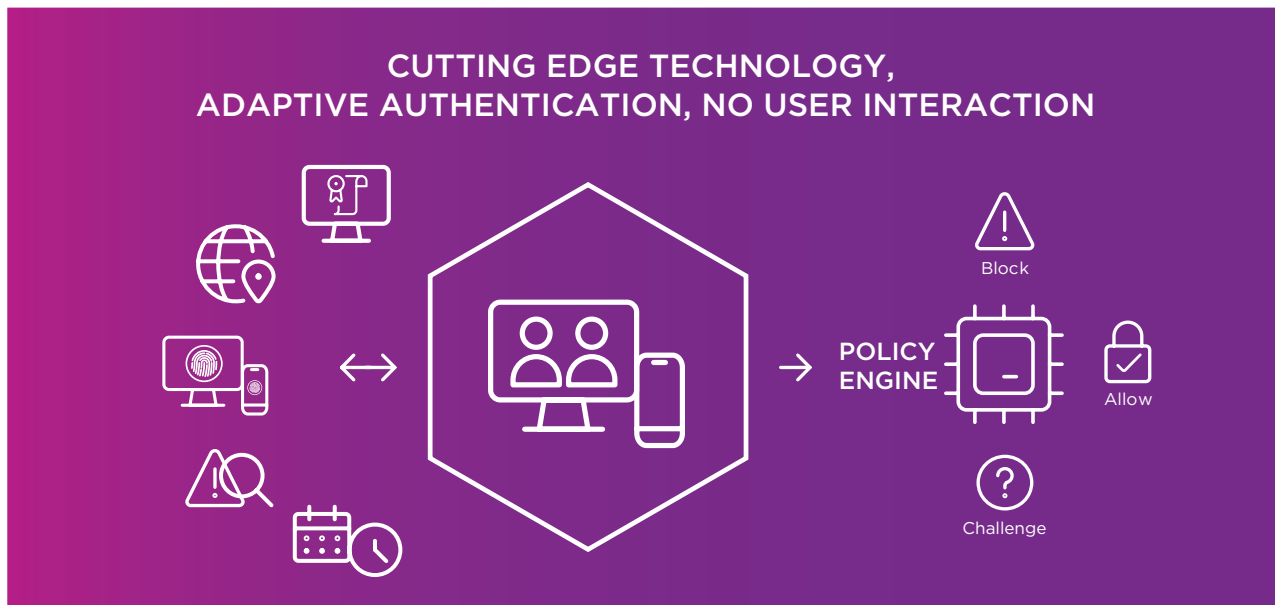 CUTTING EDGE TECHNOLOGY,
ADAPTIVE AUTHENTICATION, NO USER INTERACTION
Block
POLICY
ENGINE
Allow
Challenge